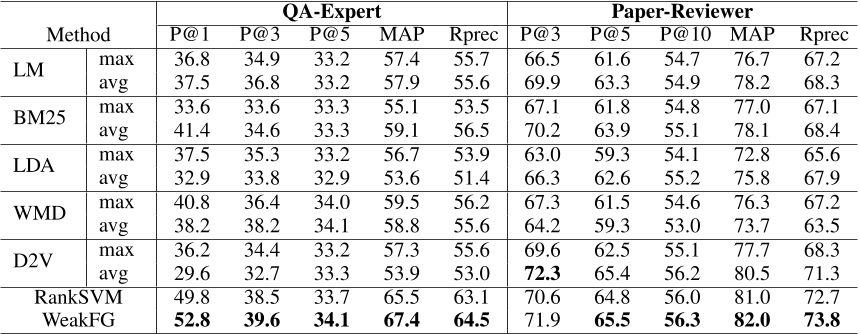 QA-Expert Paper-Reviewer
Method P@1 P@3 P@5 MAP Rprec P@3 P@5 P@10 MAP Rprec
LM max 36.8 34.9 33.2 57.4 55.7 66.5 61.6 54.7 76.7 67.2
avg 37.5 36.8 33.2 57.9 55.6 69.9 63.3 54.9 78.2 68.3
BM25 max 33.6 33.6 33.3 55.1 53.5 67.1 61.8 54.8 77.0 67.1
avg 41.4 34.6 33.3 59.1 56.5 70.2 63.9 55.1 78.1 68.4
LDA max 37.5 35.3 33.2 56.7 53.9 63.0 59.3 54.1 72.8 65.6
avg 32.9 33.8 32.9 53.6 51.4 66.3 62.6 55.2 75.8 67.9
WMD max 40.8 36.4 34.0 59.5 56.2 67.3 61.5 54.6 76.3 67.2
avg 38.2 38.2 34.1 58.8 55.6 64.2 59.3 53.0 73.7 63.5
D2V max 36.2 34.4 33.2 57.3 55.6 69.6 62.5 55.1 77.7 68.3
avg 29.6 32.7 33.3 53.9 53.0 72.3 65.4 56.2 80.5 71.3
RankSVM 49.8 38.5 33.7 65.5 63.1 70.6 64.8 56.0 81.0 72.7
WeakFG 52.8 39.6 34.1 67.4 64.5 71.9 65.5 56.3 82.0 73.8